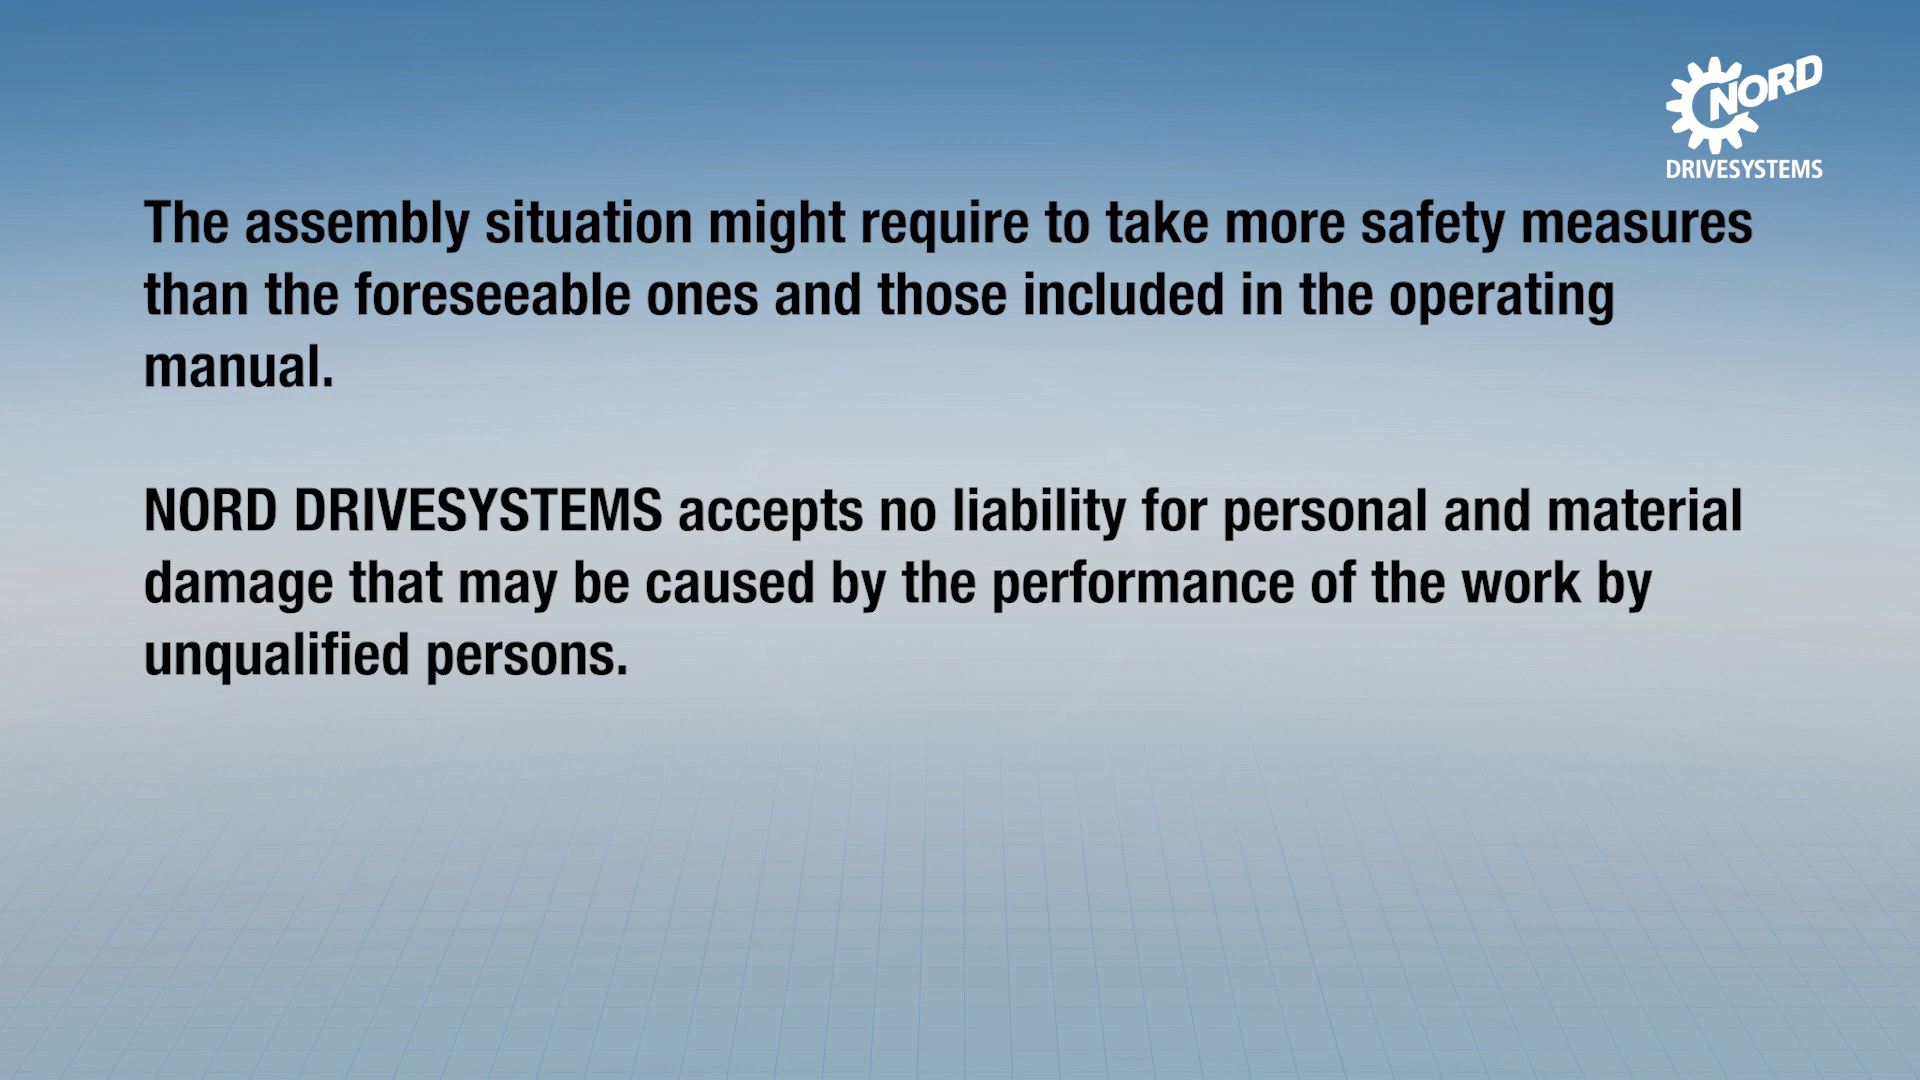 NORD
DRIVESYSTEMS
The assembly situation might require to take more safety measures
than the foreseeable ones and those included in the operating
manual.
NORD DRIVESYSTEMS accepts no liability for personal and material
damage that may be caused by the performance of the work by
unqualified persons.